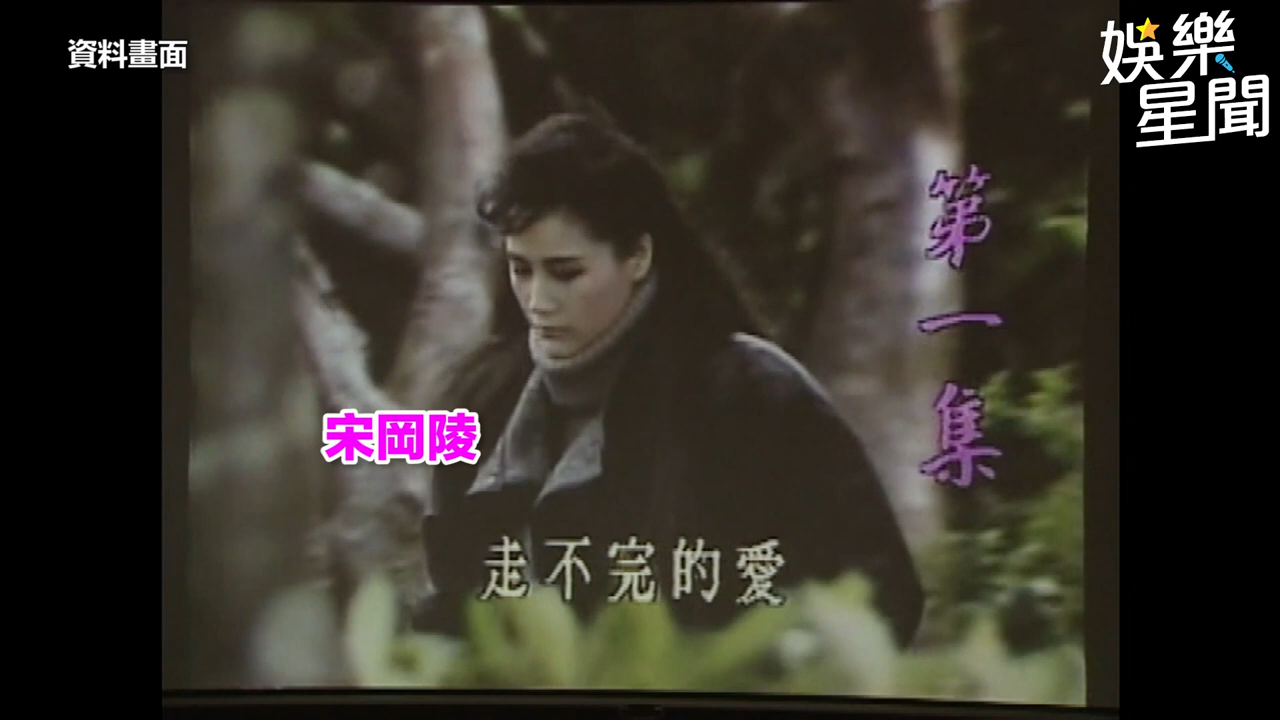 資料畫面
娛樂
星聞
第一集
宋岡陵
走不完的愛